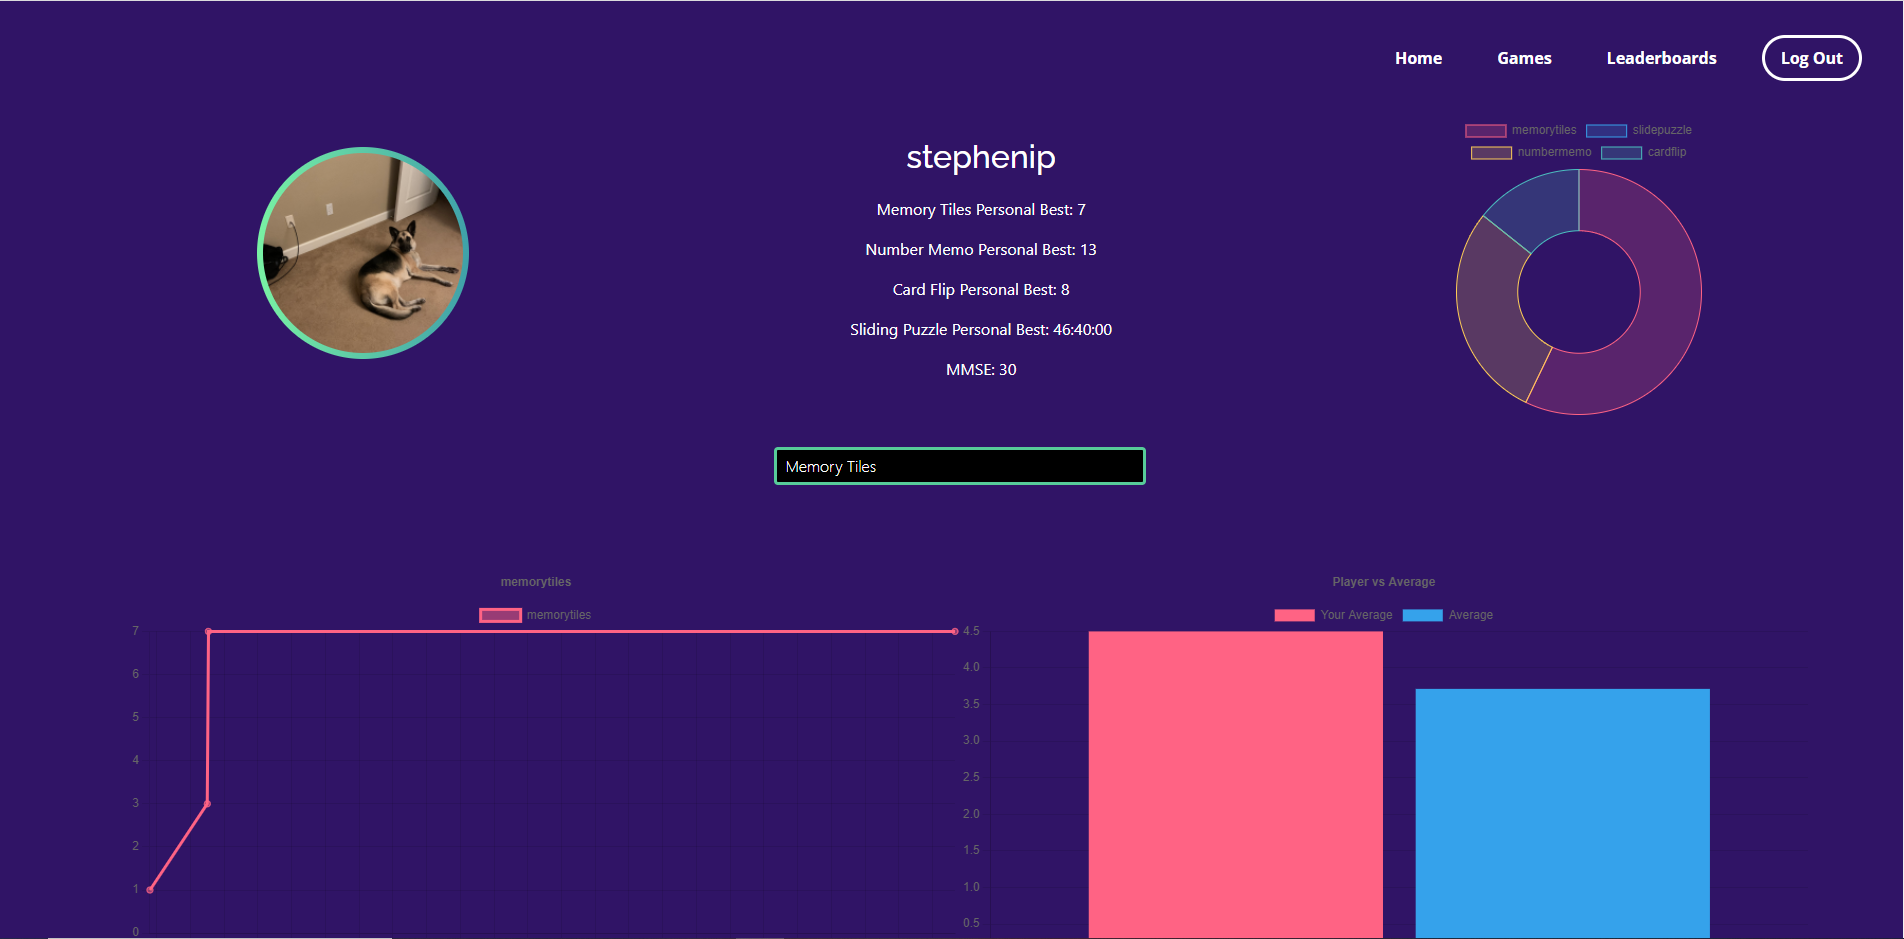 Home Games Leaderboards Log Out
memorytiles slidepuzzle
numbermemo cardflip
stephenip
Memory Tiles Personal Best: 7
Number Memo Personal Best: 13
Card Flip Personal Best: 8
Sliding Puzzle Personal Best: 46:40:00
MMSE: 30
Memory Tiles
memorytiles
memorytiles
7
6
5
4
3
2
1
0
Player vs Average
Your Average Average
4.5
4.0
3.5
3.0
2.5
2.0
1.5
1.0
0.5